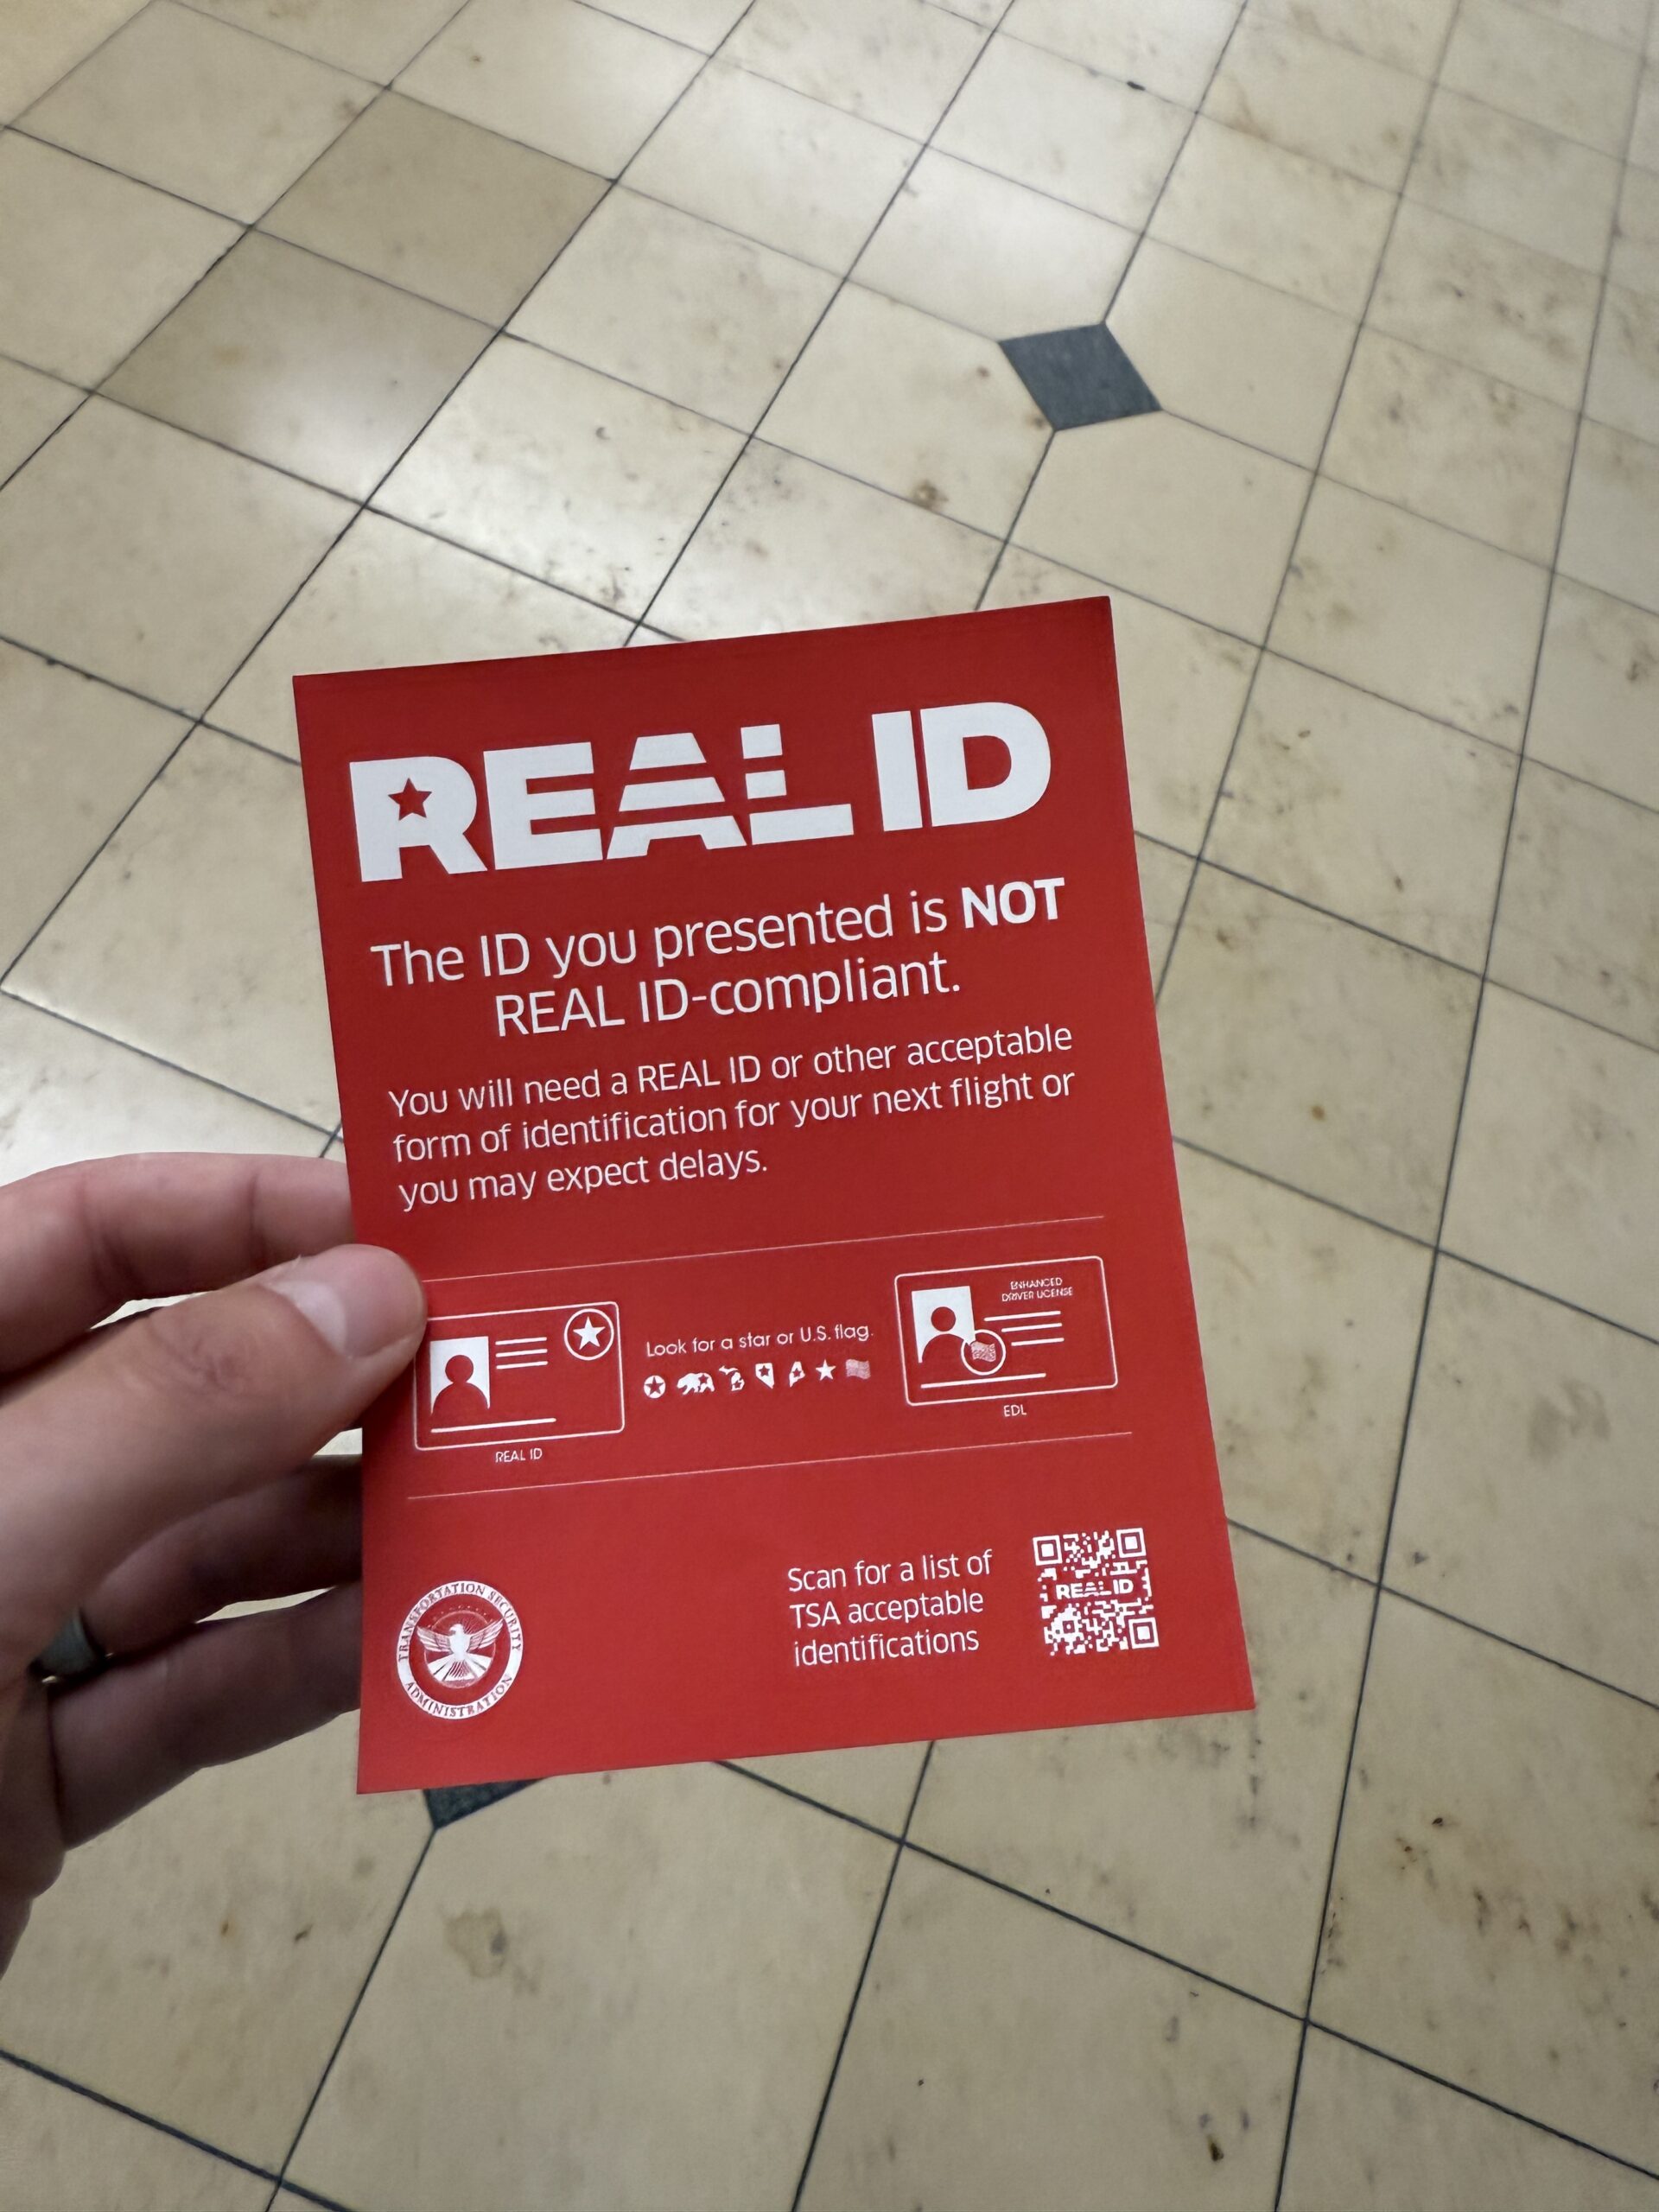 REAL ID
The ID you presented is NOT
REAL ID-compliant.
You will need a REAL ID or other acceptable
form of identification for your next flight or
you may expect delays.
Look for a star or U.S. flag.
REAL ID
ENHANCED
DRIVER LICENSE
EDL
Scan for a list of
TSA acceptable
identifications
REAL ID
TRANSPORTATION SECURITY
ADMINISTRATION